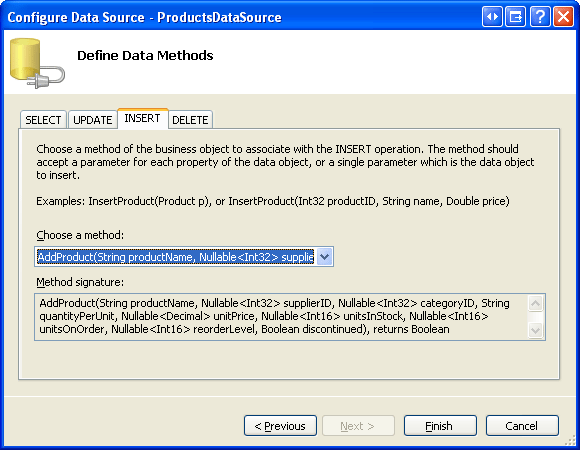 Configure Data Source - ProductsDataSource
Define Data Methods
SELECT UPDATE INSERT DELETE
Choose a method of the business object to associate with the INSERT operation. The method should
accept a parameter for each property of the data object, or a single parameter which is the data object
to insert.
Examples: InsertProduct(Product p), or InsertProduct(Int32 productID, String name, Double price)
Choose a method:
AddProduct(String productName, Nullable<Int32> supplie
Method signature:
AddProduct(String productName, Nullable<Int32> supplierID, Nullable<Int32> categoryID, String
quantityPerUnit, Nullable<Decimal> unitPrice, Nullable<Int16> unitsInStock, Nullable<Int16>
unitsOnOrder, Nullable<Int16> reorderLevel, Boolean discontinued), returns Boolean
< Previous Next > Finish Cancel